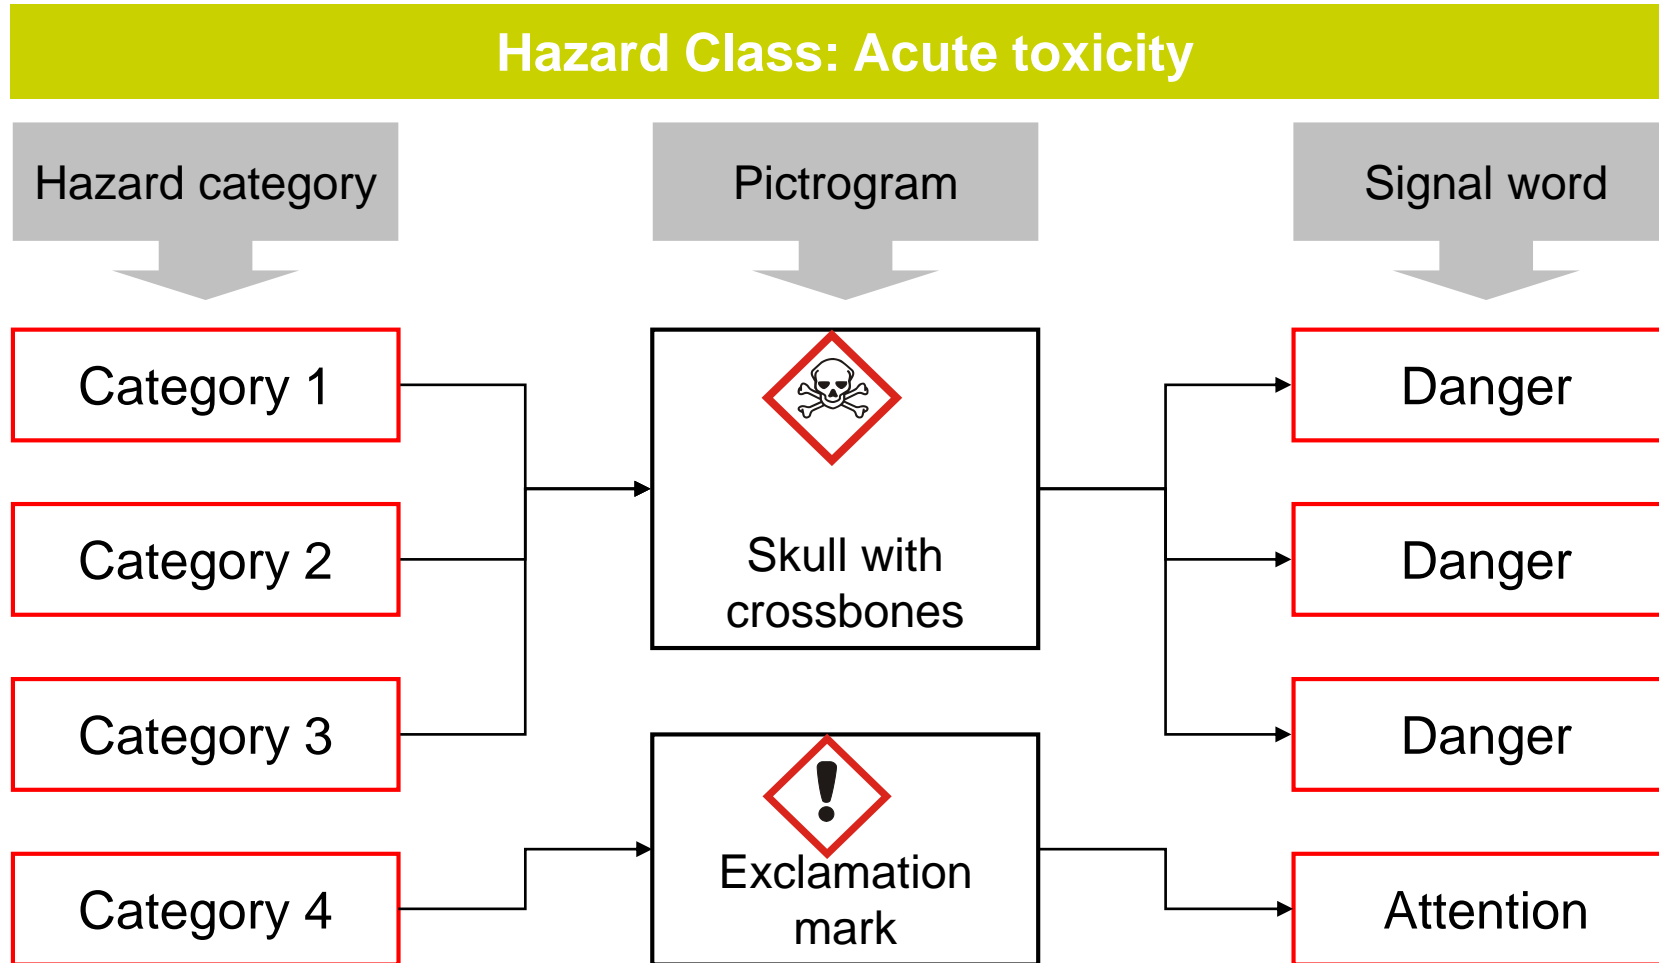 Hazard Class: Acute toxicity
Hazard category
Pictrogram
Signal word
Category 1
Skull with
crossbones
Danger
Category 2
Danger
Category 3
Danger
Category 4
Exclamation
mark
Attention